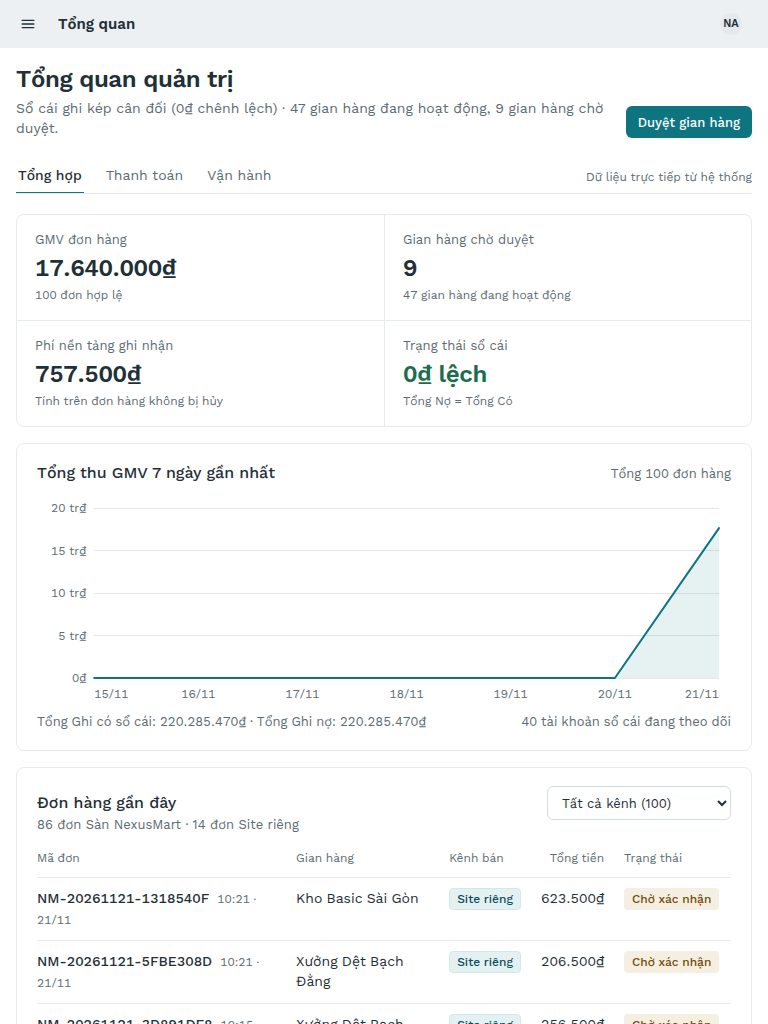 Tổng quan
NA
Tổng quan quản trị
Sổ cái ghi kép cân đối (0₫ chênh lệch) · 47 gian hàng đang hoạt động, 9 gian hàng chờ
duyệt.
Duyệt gian hàng
Tổng hợp
Thanh toán
Vận hành
Dữ liệu trực tiếp từ hệ thống
GMV đơn hàng
17.640.000₫
100 đơn hợp lệ
Gian hàng chờ duyệt
9
47 gian hàng đang hoạt động
Phí nền tảng ghi nhận
757.500₫
Tính trên đơn hàng không bị hủy
Trạng thái sổ cái
0₫ lệch
Tổng Nợ = Tổng Có
Tổng thu GMV 7 ngày gần nhất
Tổng 100 đơn hàng
20 tr₫
15 tr₫
10 tr₫
5 tr₫
0₫
15/11
16/11
17/11
18/11
19/11
20/11
21/11
Tổng Ghi có sổ cái: 220.285.470₫ · Tổng Ghi nợ: 220.285.470₫
40 tài khoản sổ cái đang theo dõi
Đơn hàng gần đây
86 đơn Sàn NexusMart · 14 đơn Site riêng
Tất cả kênh (100)
Mã đơn
Gian hàng
Kênh bán
Tổng tiền
Trạng thái
NM-20261121-1318540F 10:21 ·
21/11
Kho Basic Sài Gòn
Site riêng
623.500₫
Chờ xác nhận
NM-20261121-5FBE308D 10:21 ·
21/11
Xưởng Dệt Bạch
Đằng
Site riêng
206.500₫
Chờ xác nhận
Xưởng Dệt Bạch
Site riêng
256.500₫
Chờ xác nhận